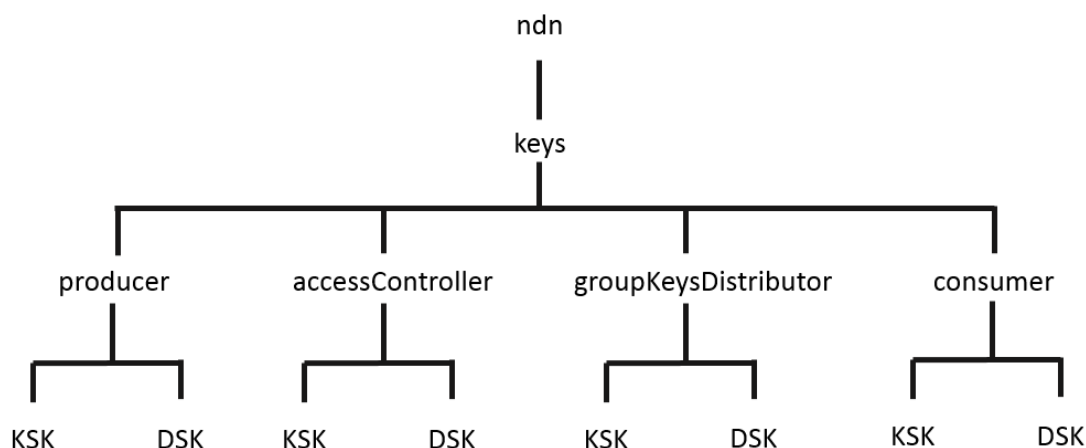 ndn
keys
producer accessController groupKeysDistributor consumer
KSK DSK KSK DSK KSK DSK KSK DSK